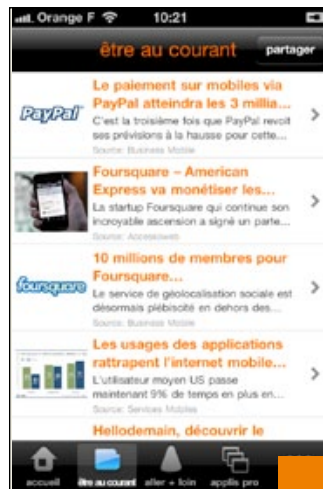 Orange F 10:21
être au courant partager
Le paiement sur mobiles via
PayPal atteindra les 3 millia...
PayPal
C'est la troisième fois que PayPal revoit
ses prévisions à la hausse pour cette...
Source: Business Mobile
Foursquare – American
Express va monétiser les...
La startup Foursquare qui continue son
incroyable ascension a signé un parte...
Source: Accessoweb
10 millions de membres pour
Foursquare...
foursquare
Le service de géolocalisation sociale est
désormais plébiscité en dehors des...
Source: Business Mobile
Les usages des applications
rattrapent l'internet mobile...
L'utilisateur moyen US passe
maintenant 9% de temps en plus en...
Source: Services Mobiles
Hellodemain, découvrir le
accueil être au courant aller + loin applis pro